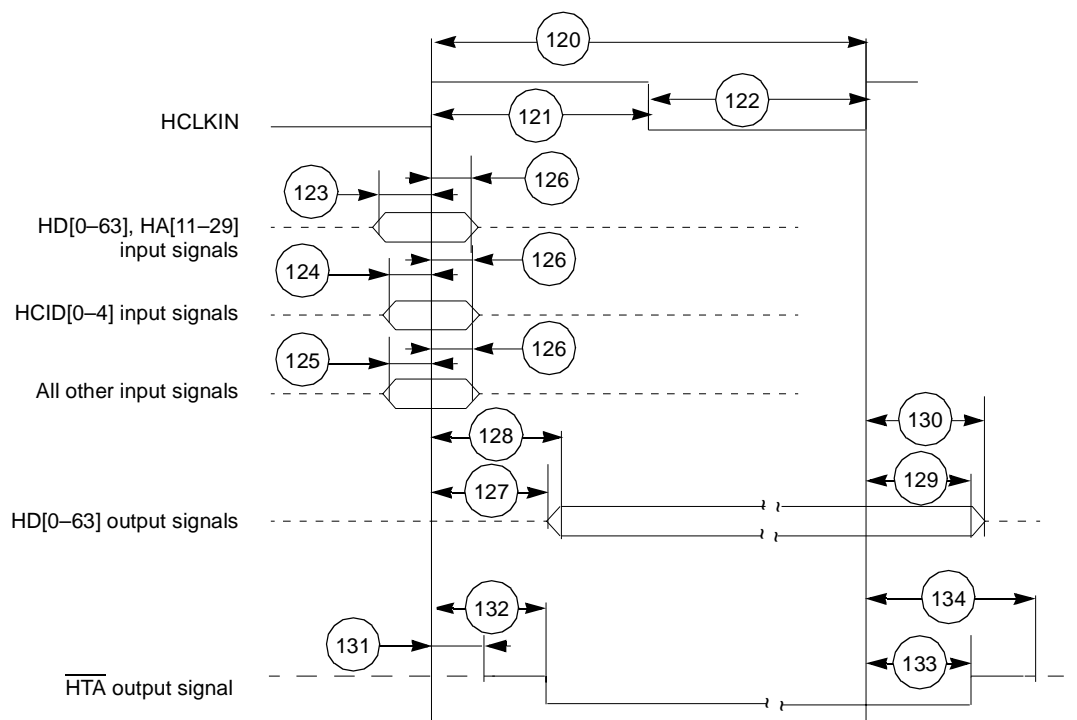 120
121
122
HCLKIN
123
126
HD[0–63], HA[11–29]
input signals
124
126
HCID[0–4] input signals
125
126
All other input signals
128
130
127
129
HD[0–63] output signals
132
134
131
133
HTA output signal